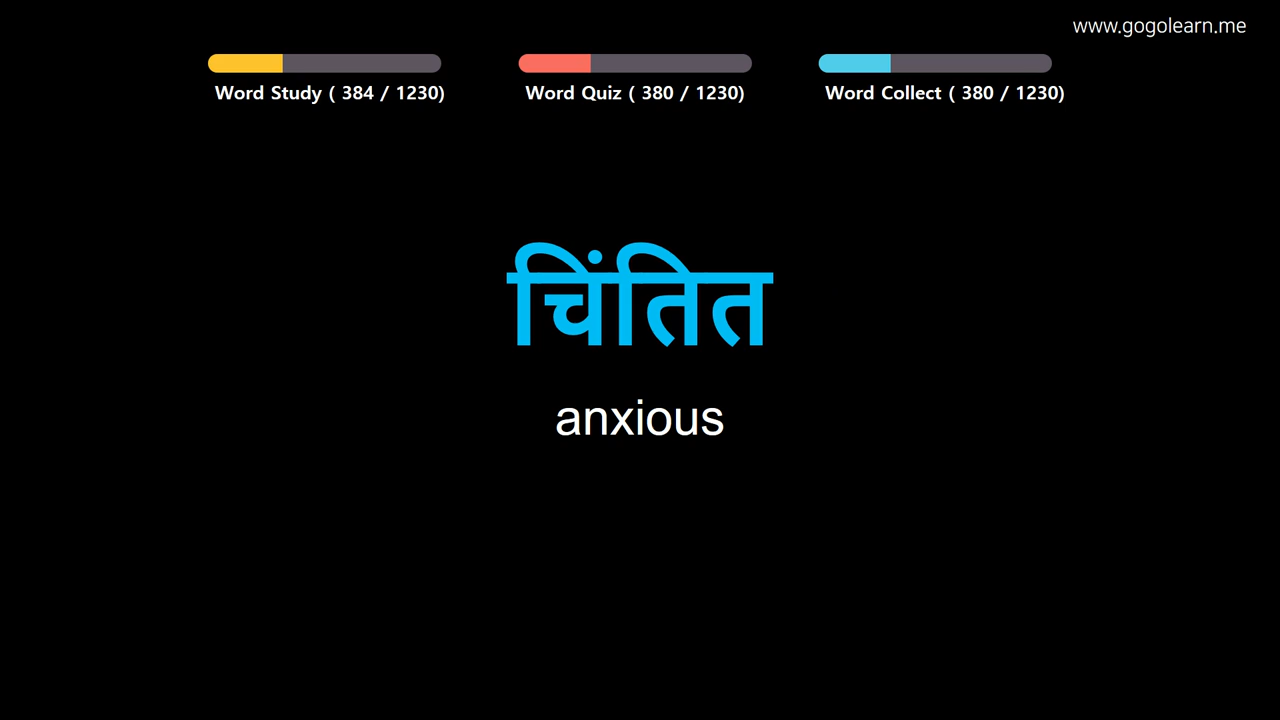 www.gogolearn.me
Word Study ( 384 / 1230)
Word Quiz ( 380 / 1230)
Word Collect ( 380 / 1230)
चिंतित
anxious